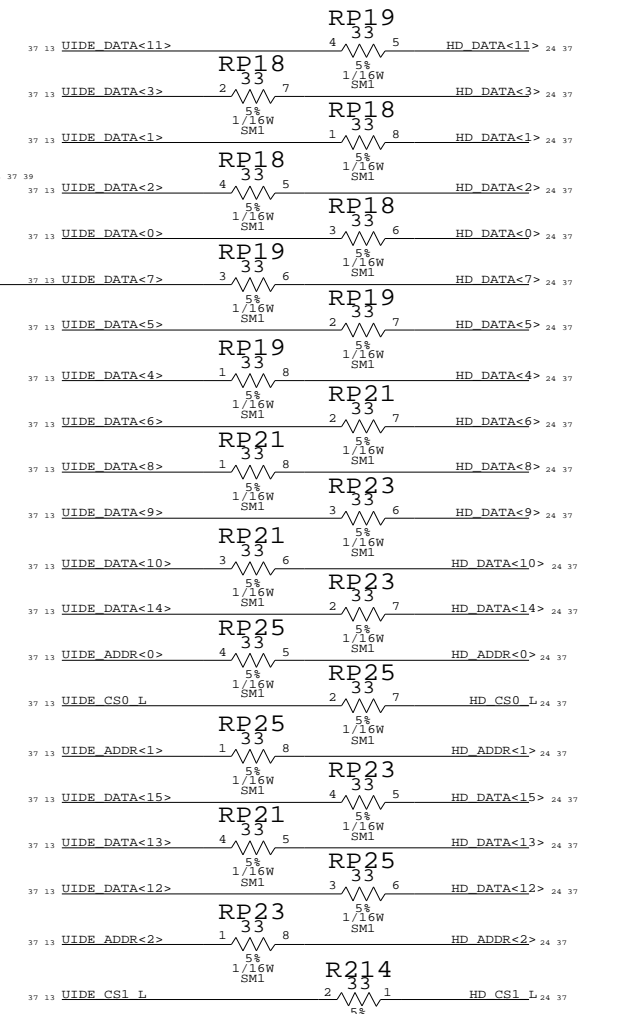 RP19
33
37 13 UIDE_DATA<11> 4 5 HD_DATA<11> 24 37
5%
1/16W
SM1
RP18
33
37 13 UIDE_DATA<3> 2 7 HD_DATA<3> 24 37
5%
1/16W
SM1
RP18
33
37 13 UIDE_DATA<1> 1 8 HD_DATA<1> 24 37
5%
1/16W
SM1
37 39
RP18
33
37 13 UIDE_DATA<2> 4 5 HD_DATA<2> 24 37
5%
1/16W
SM1
RP18
33
37 13 UIDE_DATA<0> 3 6 HD_DATA<0> 24 37
5%
1/16W
SM1
RP19
33
37 13 UIDE_DATA<7> 3 6 HD_DATA<7> 24 37
5%
1/16W
SM1
RP19
33
37 13 UIDE_DATA<5> 2 7 HD_DATA<5> 24 37
5%
1/16W
SM1
RP19
33
37 13 UIDE_DATA<4> 1 8 HD_DATA<4> 24 37
5%
1/16W
SM1
RP21
33
37 13 UIDE_DATA<6> 2 7 HD_DATA<6> 24 37
5%
1/16W
SM1
RP21
33
37 13 UIDE_DATA<8> 1 8 HD_DATA<8> 24 37
5%
1/16W
SM1
RP23
33
37 13 UIDE_DATA<9> 3 6 HD_DATA<9> 24 37
5%
1/16W
SM1
RP21
33
37 13 UIDE_DATA<10> 3 6 HD_DATA<10> 24 37
5%
1/16W
SM1
RP23
33
37 13 UIDE_DATA<14> 2 7 HD_DATA<14> 24 37
5%
1/16W
SM1
RP25
33
37 13 UIDE_ADDR<0> 4 5 HD_ADDR<0> 24 37
5%
1/16W
SM1
RP25
33
37 13 UIDE_CS0_L 2 7 HD_CS0_L 24 37
5%
1/16W
SM1
RP25
33
37 13 UIDE_ADDR<1> 1 8 HD_ADDR<1> 24 37
5%
1/16W
SM1
RP23
33
37 13 UIDE_DATA<15> 4 5 HD_DATA<15> 24 37
5%
1/16W
SM1
RP21
33
37 13 UIDE_DATA<13> 4 5 HD_DATA<13> 24 37
5%
1/16W
SM1
RP25
33
37 13 UIDE_DATA<12> 3 6 HD_DATA<12> 24 37
5%
1/16W
SM1
RP23
33
37 13 UIDE_ADDR<2> 1 8 HD_ADDR<2> 24 37
5%
1/16W
SM1
R214
33
37 13 UIDE_CS1_L 2 1 HD_CS1_L 24 37
5%